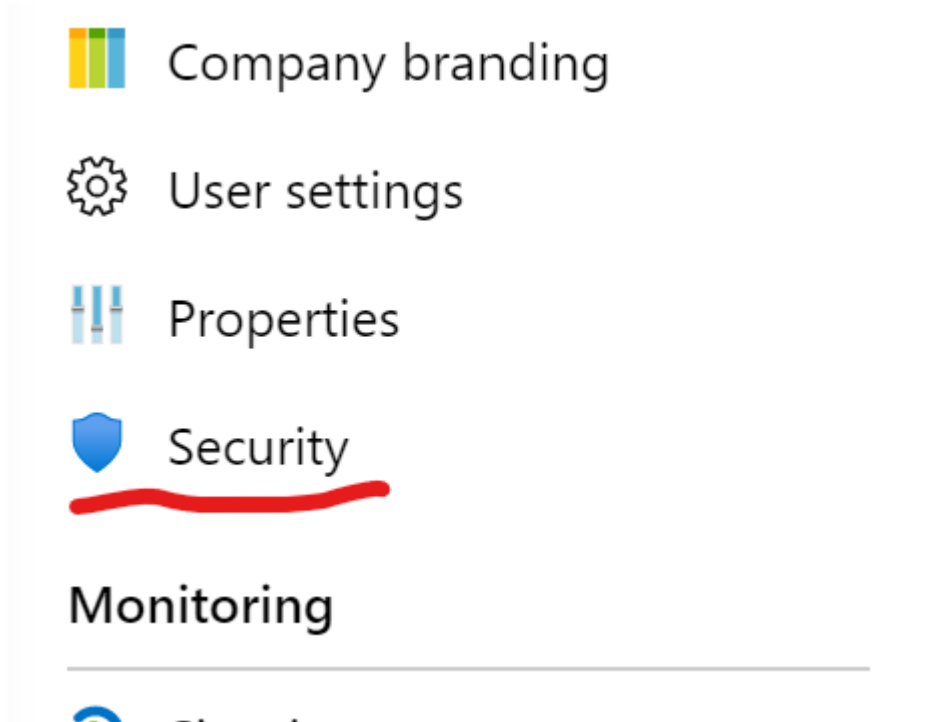 Company branding
User settings
Properties
Security
Monitoring